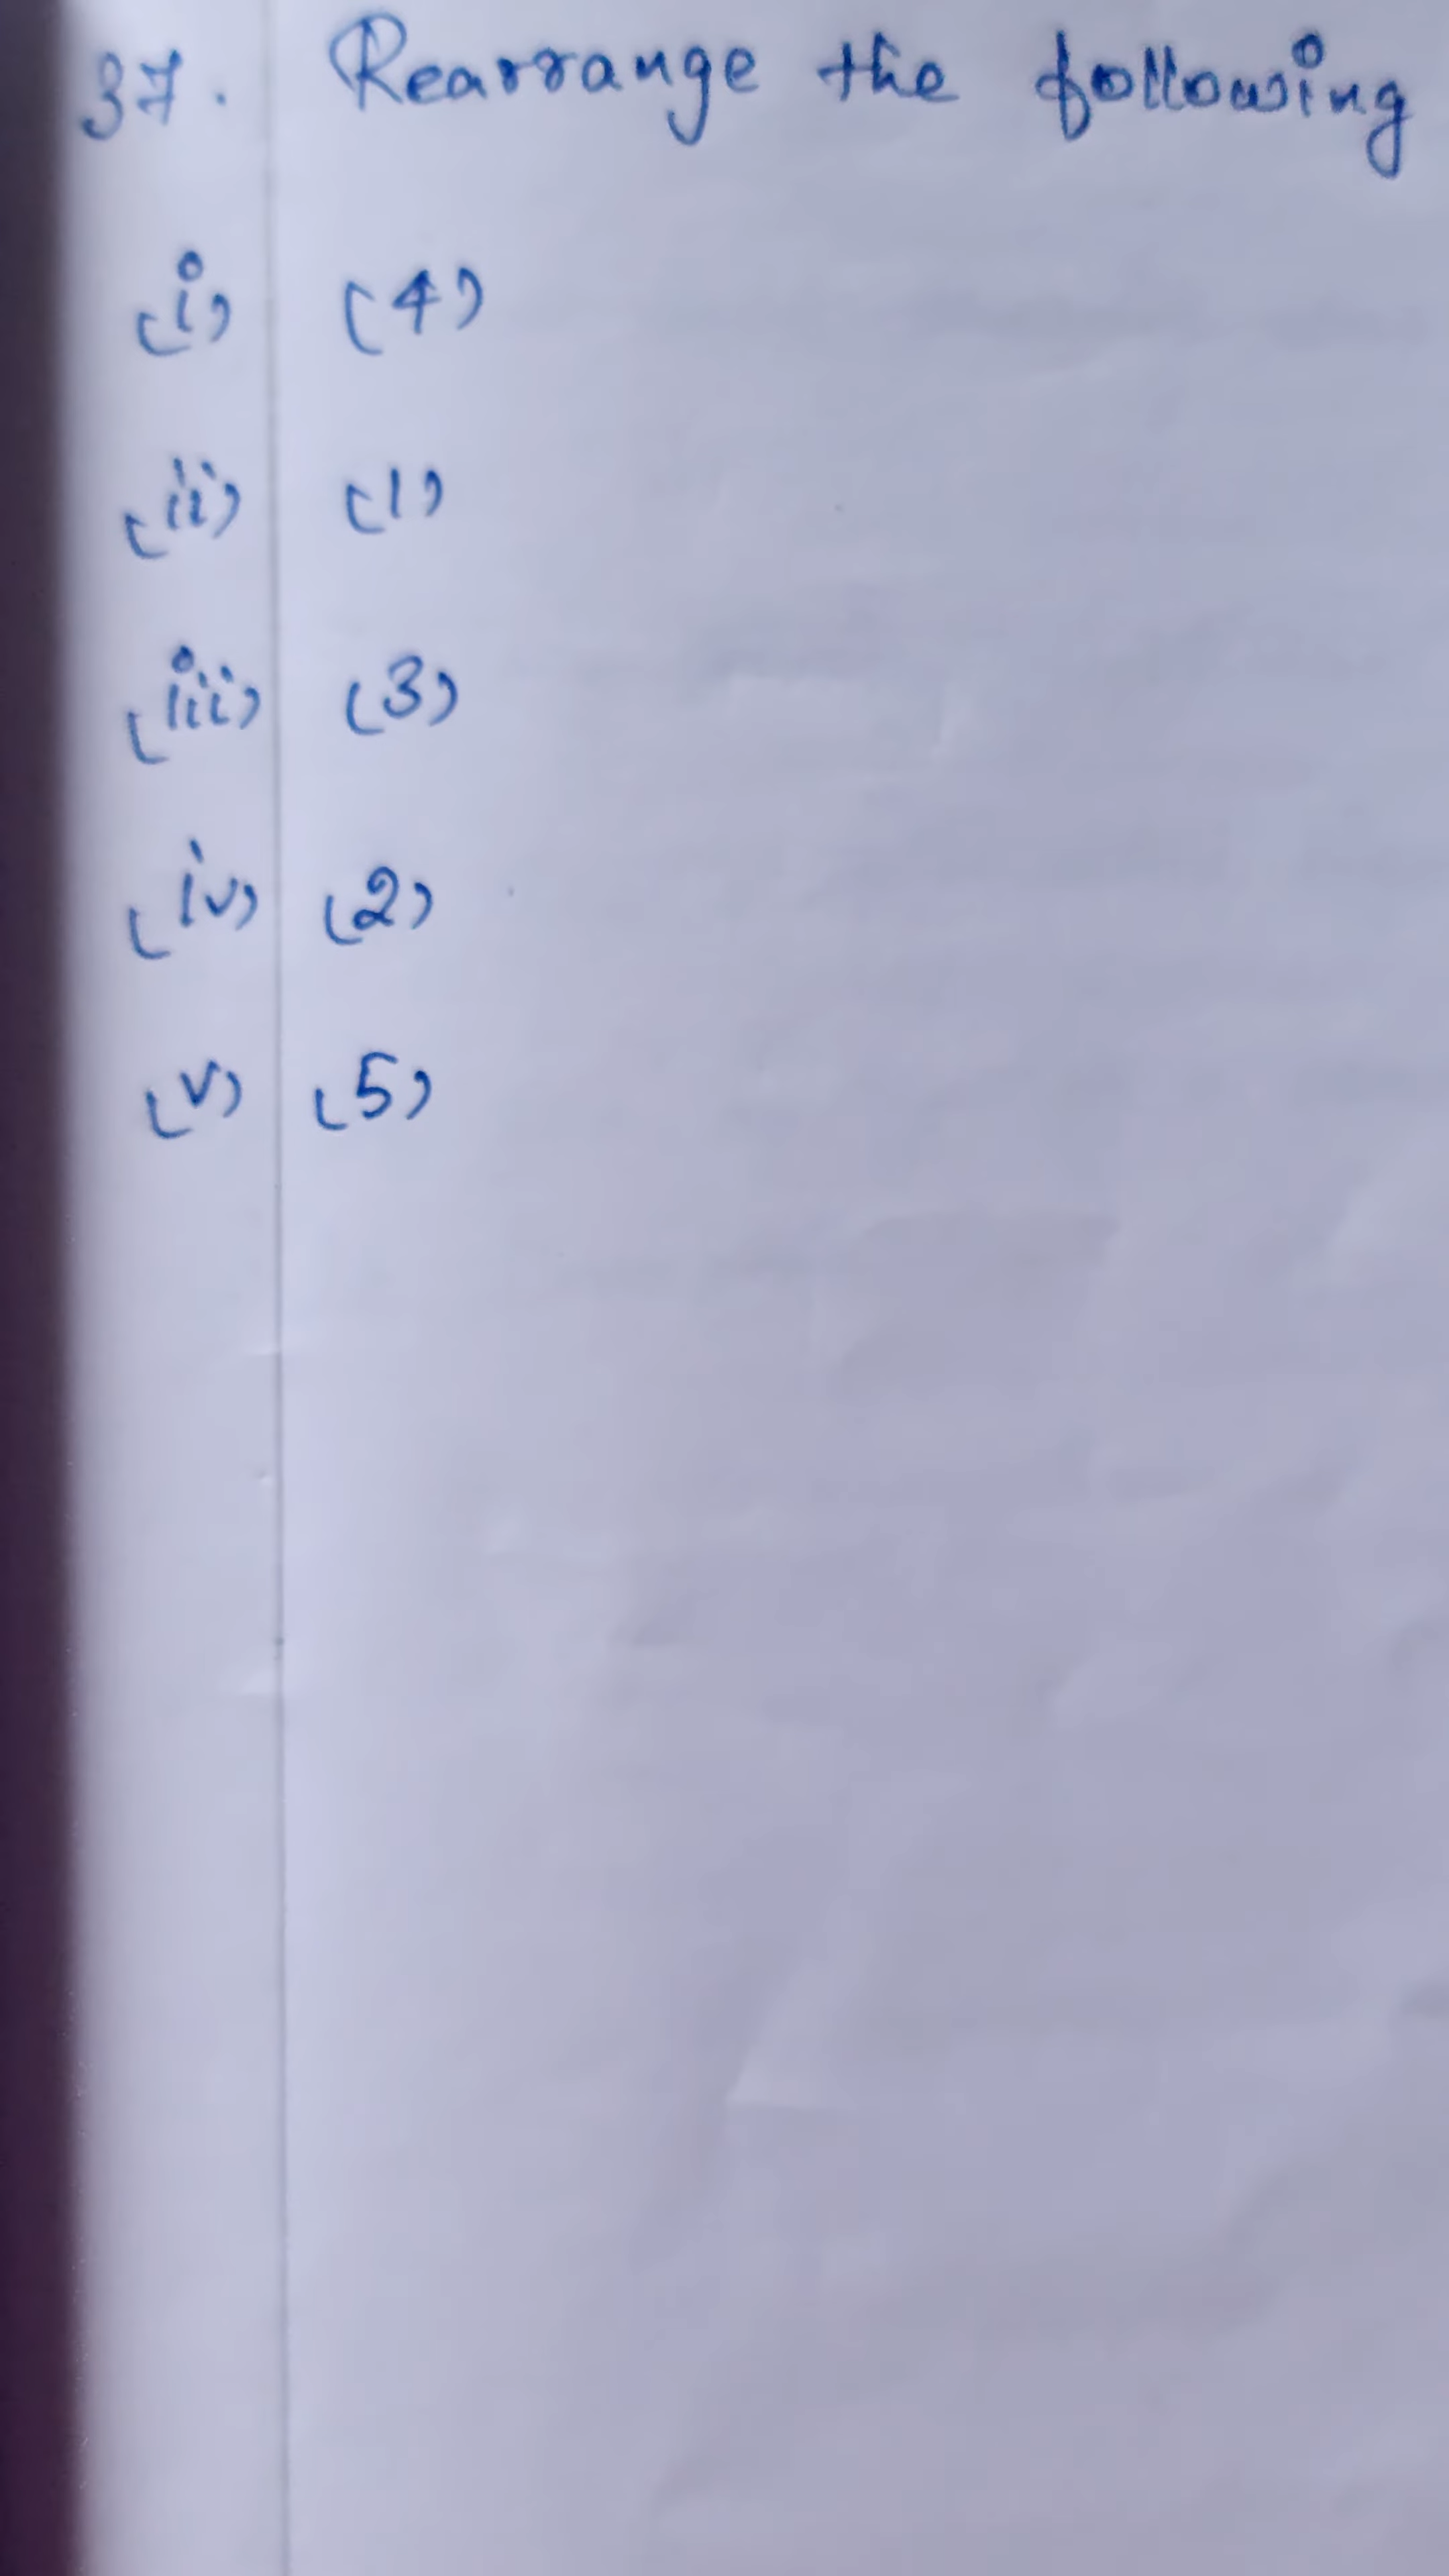 37. Rearrange the following
(i) (4)
(ii) (1)
(iii) (3)
(iv) (2)
(v) (5)